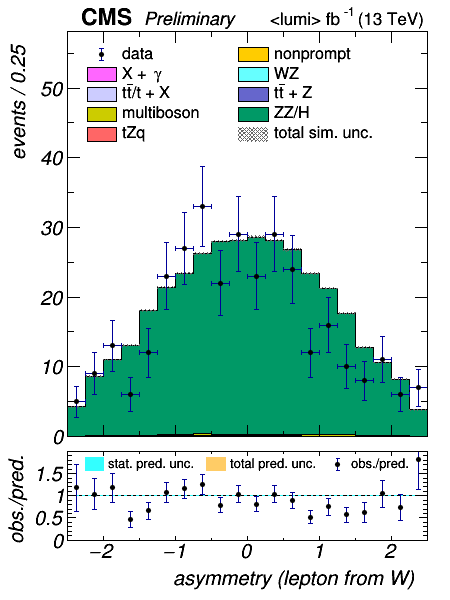 CMS Preliminary <lumi> fb⁻¹ (13 TeV)
events / 0.25
50
40
30
20
10
0
data
nonprompt
X + γ
WZ
tt̄/t + X
tt̄ + Z
multiboson
ZZ/H
tZq
total sim. unc.
obs./pred.
1.5
1
0.5
0
stat. pred. unc. total pred. unc. obs./pred.
−2 −1 0 1 2
asymmetry (lepton from W)